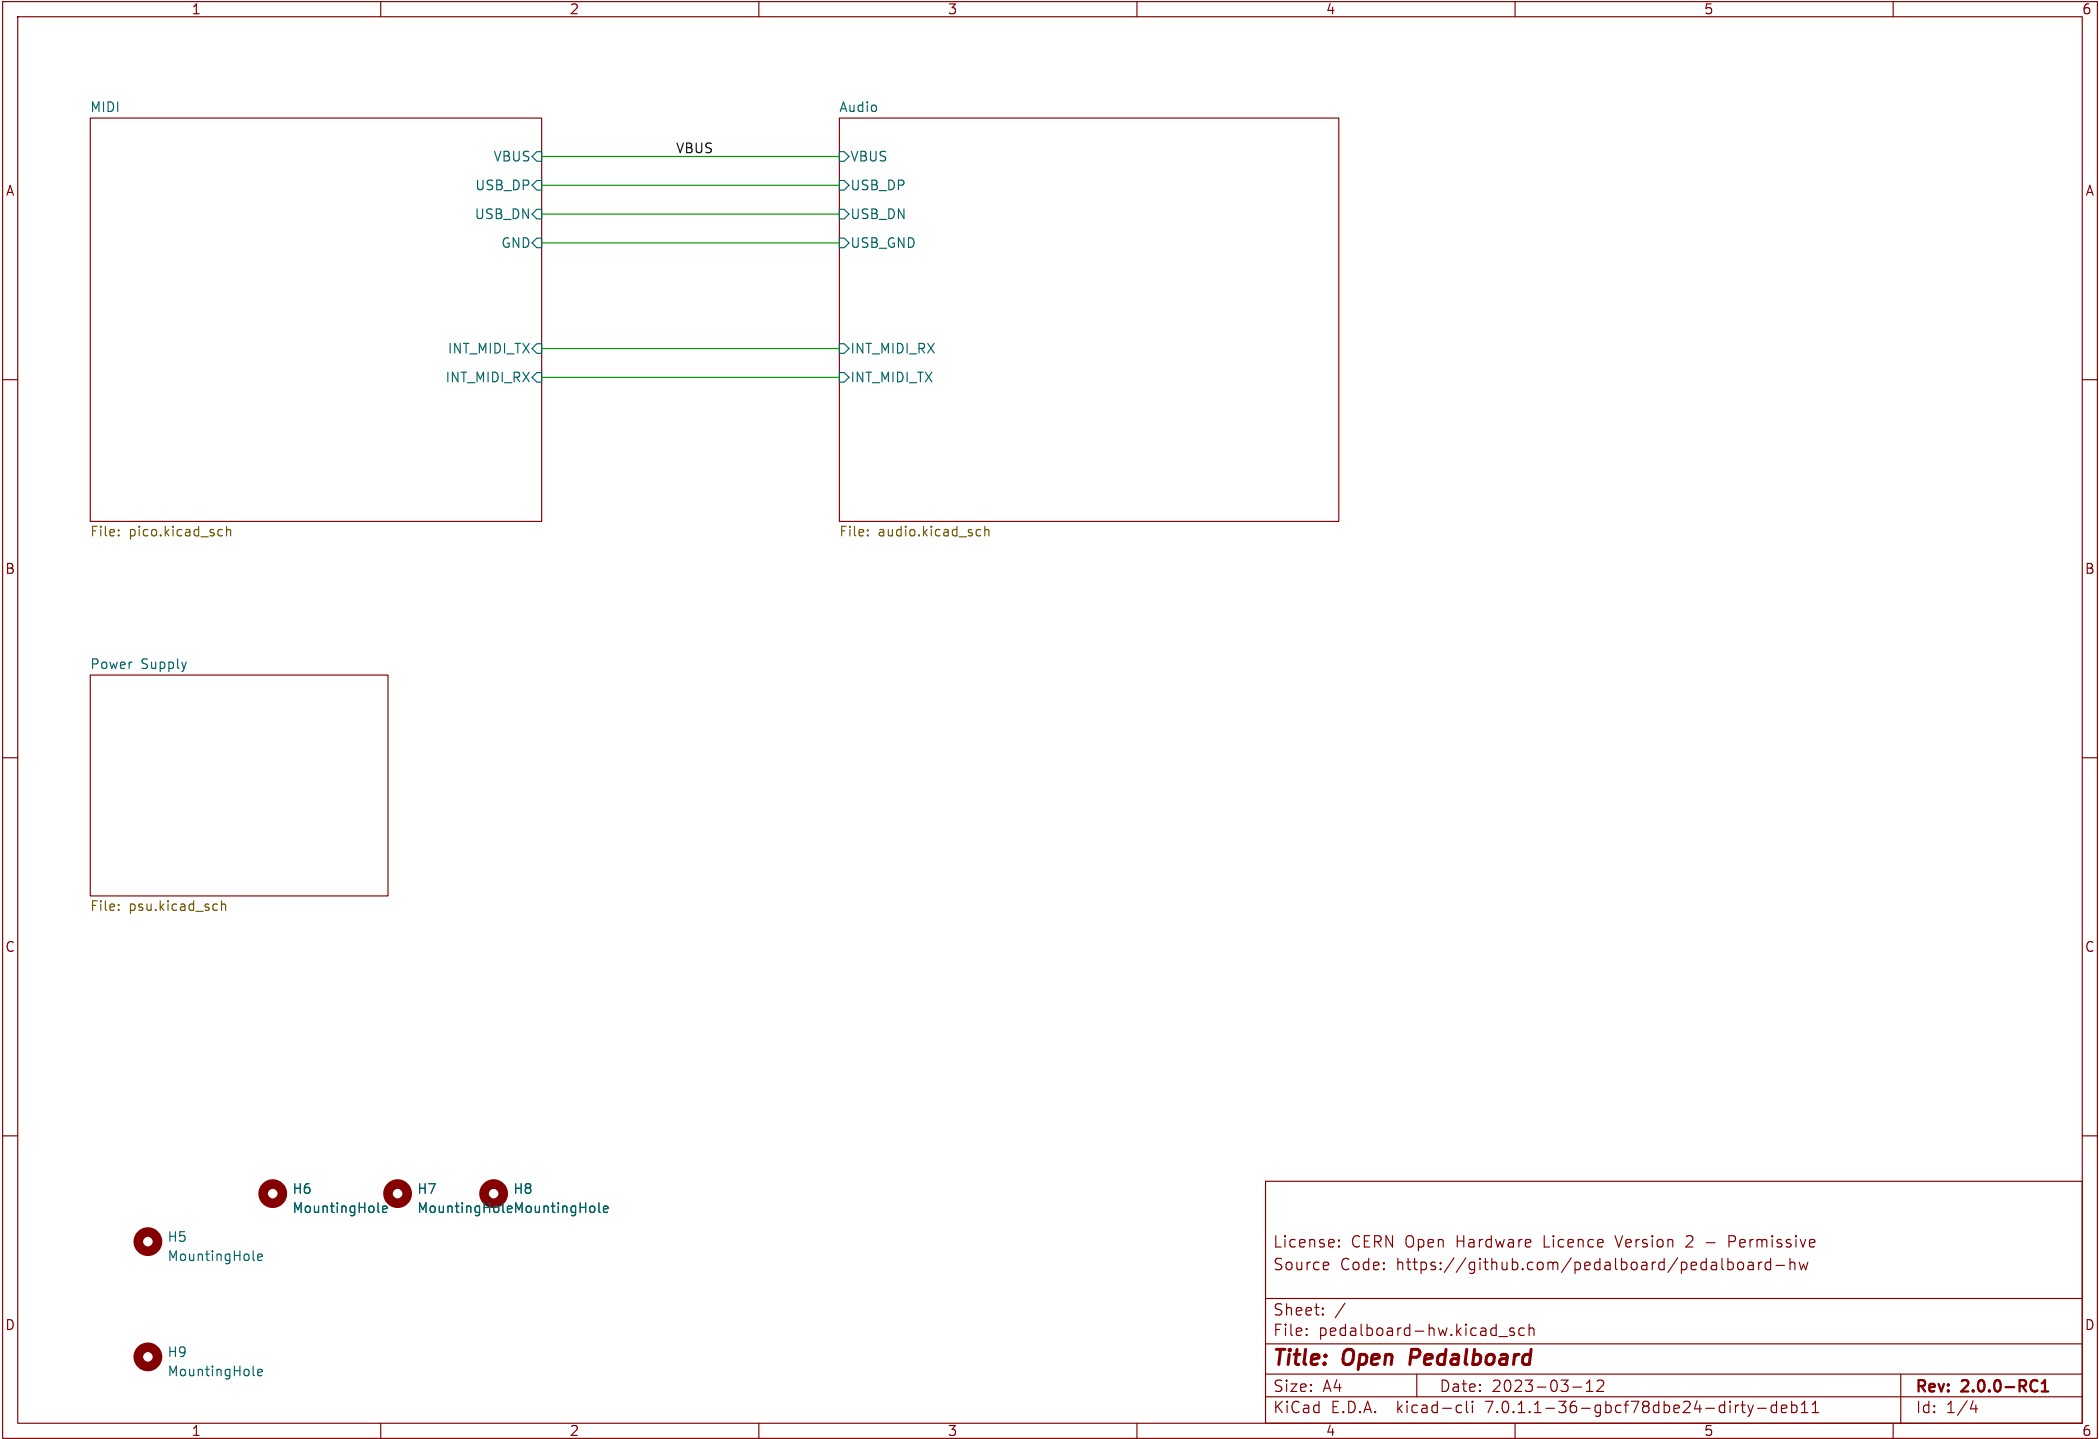 1 2 3 4 5 6
A A
B B
C C
D D
MIDI
VBUS
USB_DP
USB_DN
GND
INT_MIDI_TX
INT_MIDI_RX
File: pico.kicad_sch
VBUS
Audio
VBUS
USB_DP
USB_DN
USB_GND
INT_MIDI_RX
INT_MIDI_TX
File: audio.kicad_sch
Power Supply
File: psu.kicad_sch
H6
MountingHole
H7
MountingHole
H8
MountingHole
H5
MountingHole
H9
MountingHole
License: CERN Open Hardware Licence Version 2 - Permissive
Source Code: https://github.com/pedalboard/pedalboard-hw
Sheet: /
File: pedalboard-hw.kicad_sch
Title: Open Pedalboard
Size: A4 Date: 2023-03-12 Rev: 2.0.0-RC1
KiCad E.D.A. kicad-cli 7.0.1.1-36-gbcf78dbe24-dirty-deb11 Id: 1/4
1 2 3 4 5 6